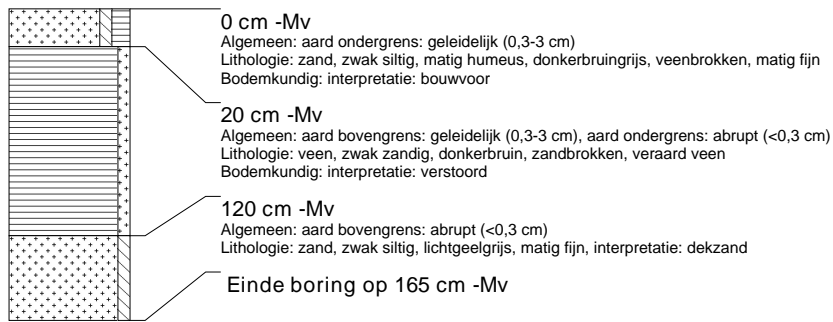 0 cm -Mv
Algemeen: aard ondergrens: geleidelijk (0,3-3 cm)
Lithologie: zand, zwak siltig, matig humeus, donkerbruingrijs, veenbrokken, matig fijn
Bodemkundig: interpretatie: bouwvoor
20 cm -Mv
Algemeen: aard bovengrens: geleidelijk (0,3-3 cm), aard ondergrens: abrupt (<0,3 cm)
Lithologie: veen, zwak zandig, donkerbruin, zandbrokken, veraard veen
Bodemkundig: interpretatie: verstoord
120 cm -Mv
Algemeen: aard bovengrens: abrupt (<0,3 cm)
Lithologie: zand, zwak siltig, lichtgeelgrijs, matig fijn, interpretatie: dekzand
Einde boring op 165 cm -Mv